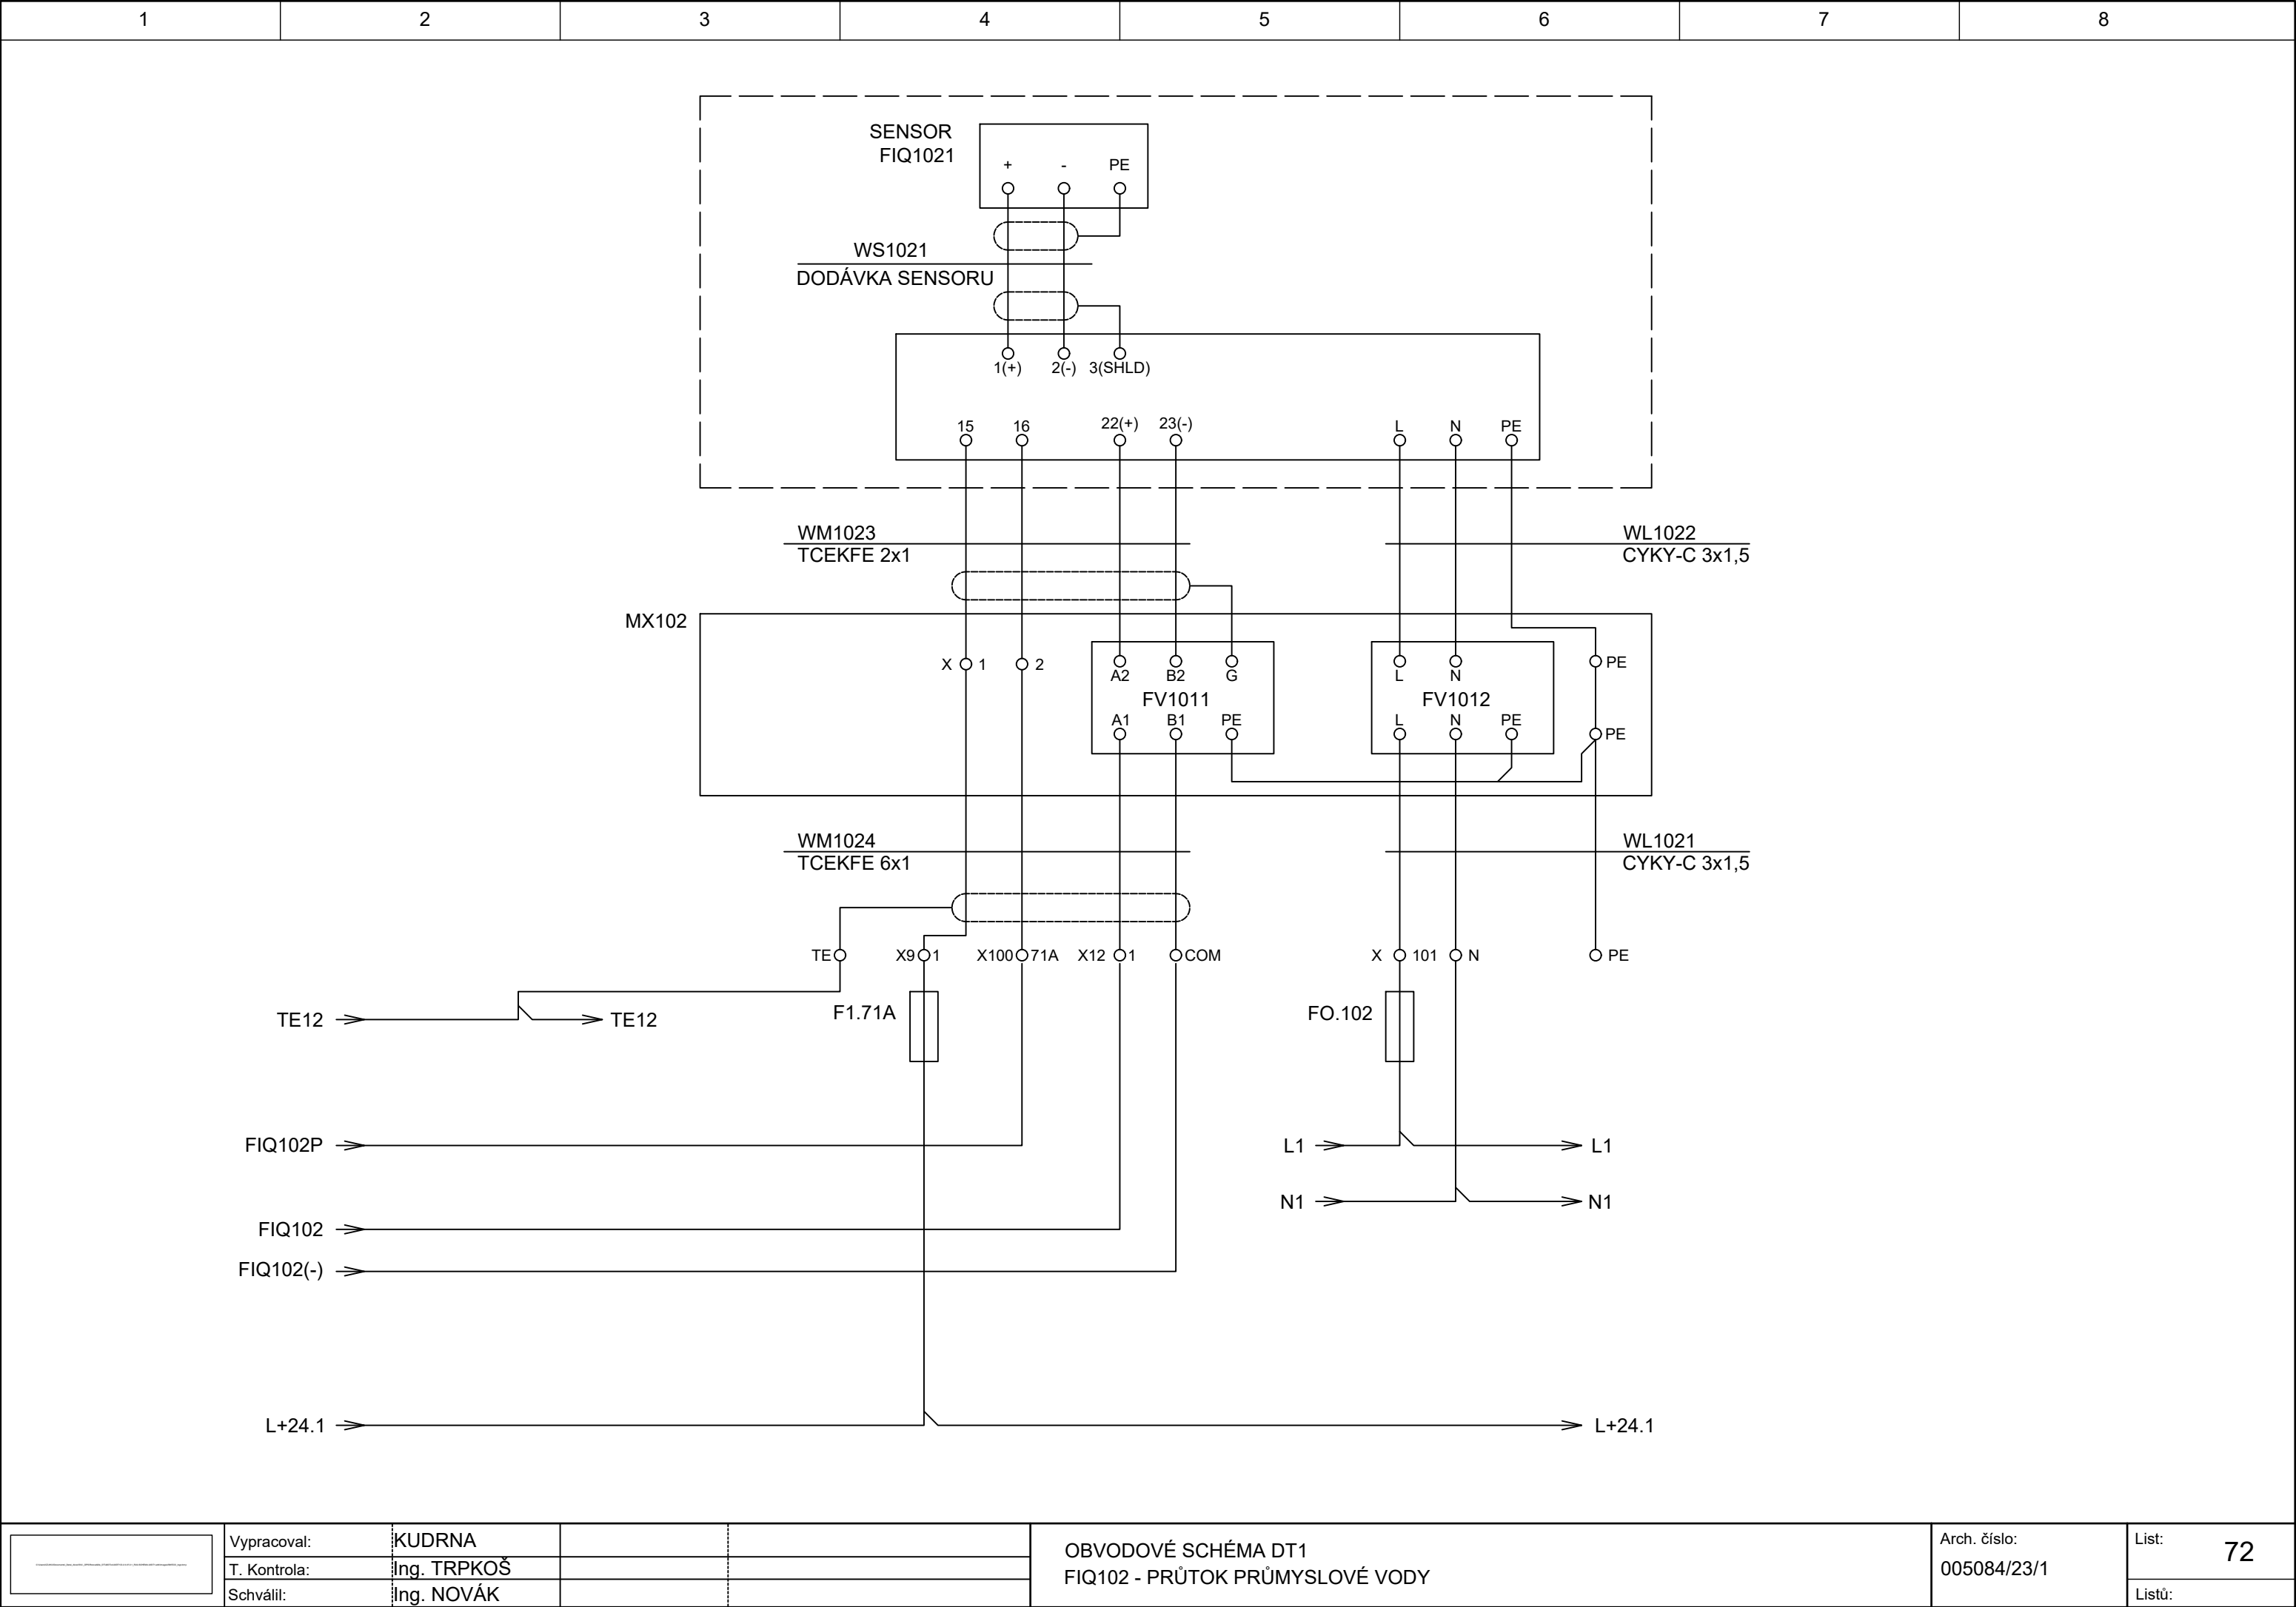 1 2 3 4 5 6 7 8
SENSOR
FIQ1021
+ - PE
WS1021
DODÁVKA SENSORU
1(+) 2(-) 3(SHLD)
15 16 22(+) 23(-) L N PE
WM1023
TCEKFE 2x1
WL1022
CYKY-C 3x1,5
MX102
X 1 2
A2 B2 G
FV1011
A1 B1 PE
L N
FV1012
L N PE
PE
PE
WM1024
TCEKFE 6x1
WL1021
CYKY-C 3x1,5
TE X9 1 X100 71A X12 1 COM X 101 N PE
TE12 TE12
F1.71A
FO.102
FIQ102P
L1 L1
N1 N1
FIQ102
FIQ102(-)
L+24.1 L+24.1
Vypracoval: KUDRNA
T. Kontrola: Ing. TRPKOŠ
Schválil: Ing. NOVÁK
OBVODOVÉ SCHÉMA DT1
FIQ102 - PRŮTOK PRŮMYSLOVÉ VODY
Arch. číslo:
005084/23/1
List: 72
Listů: